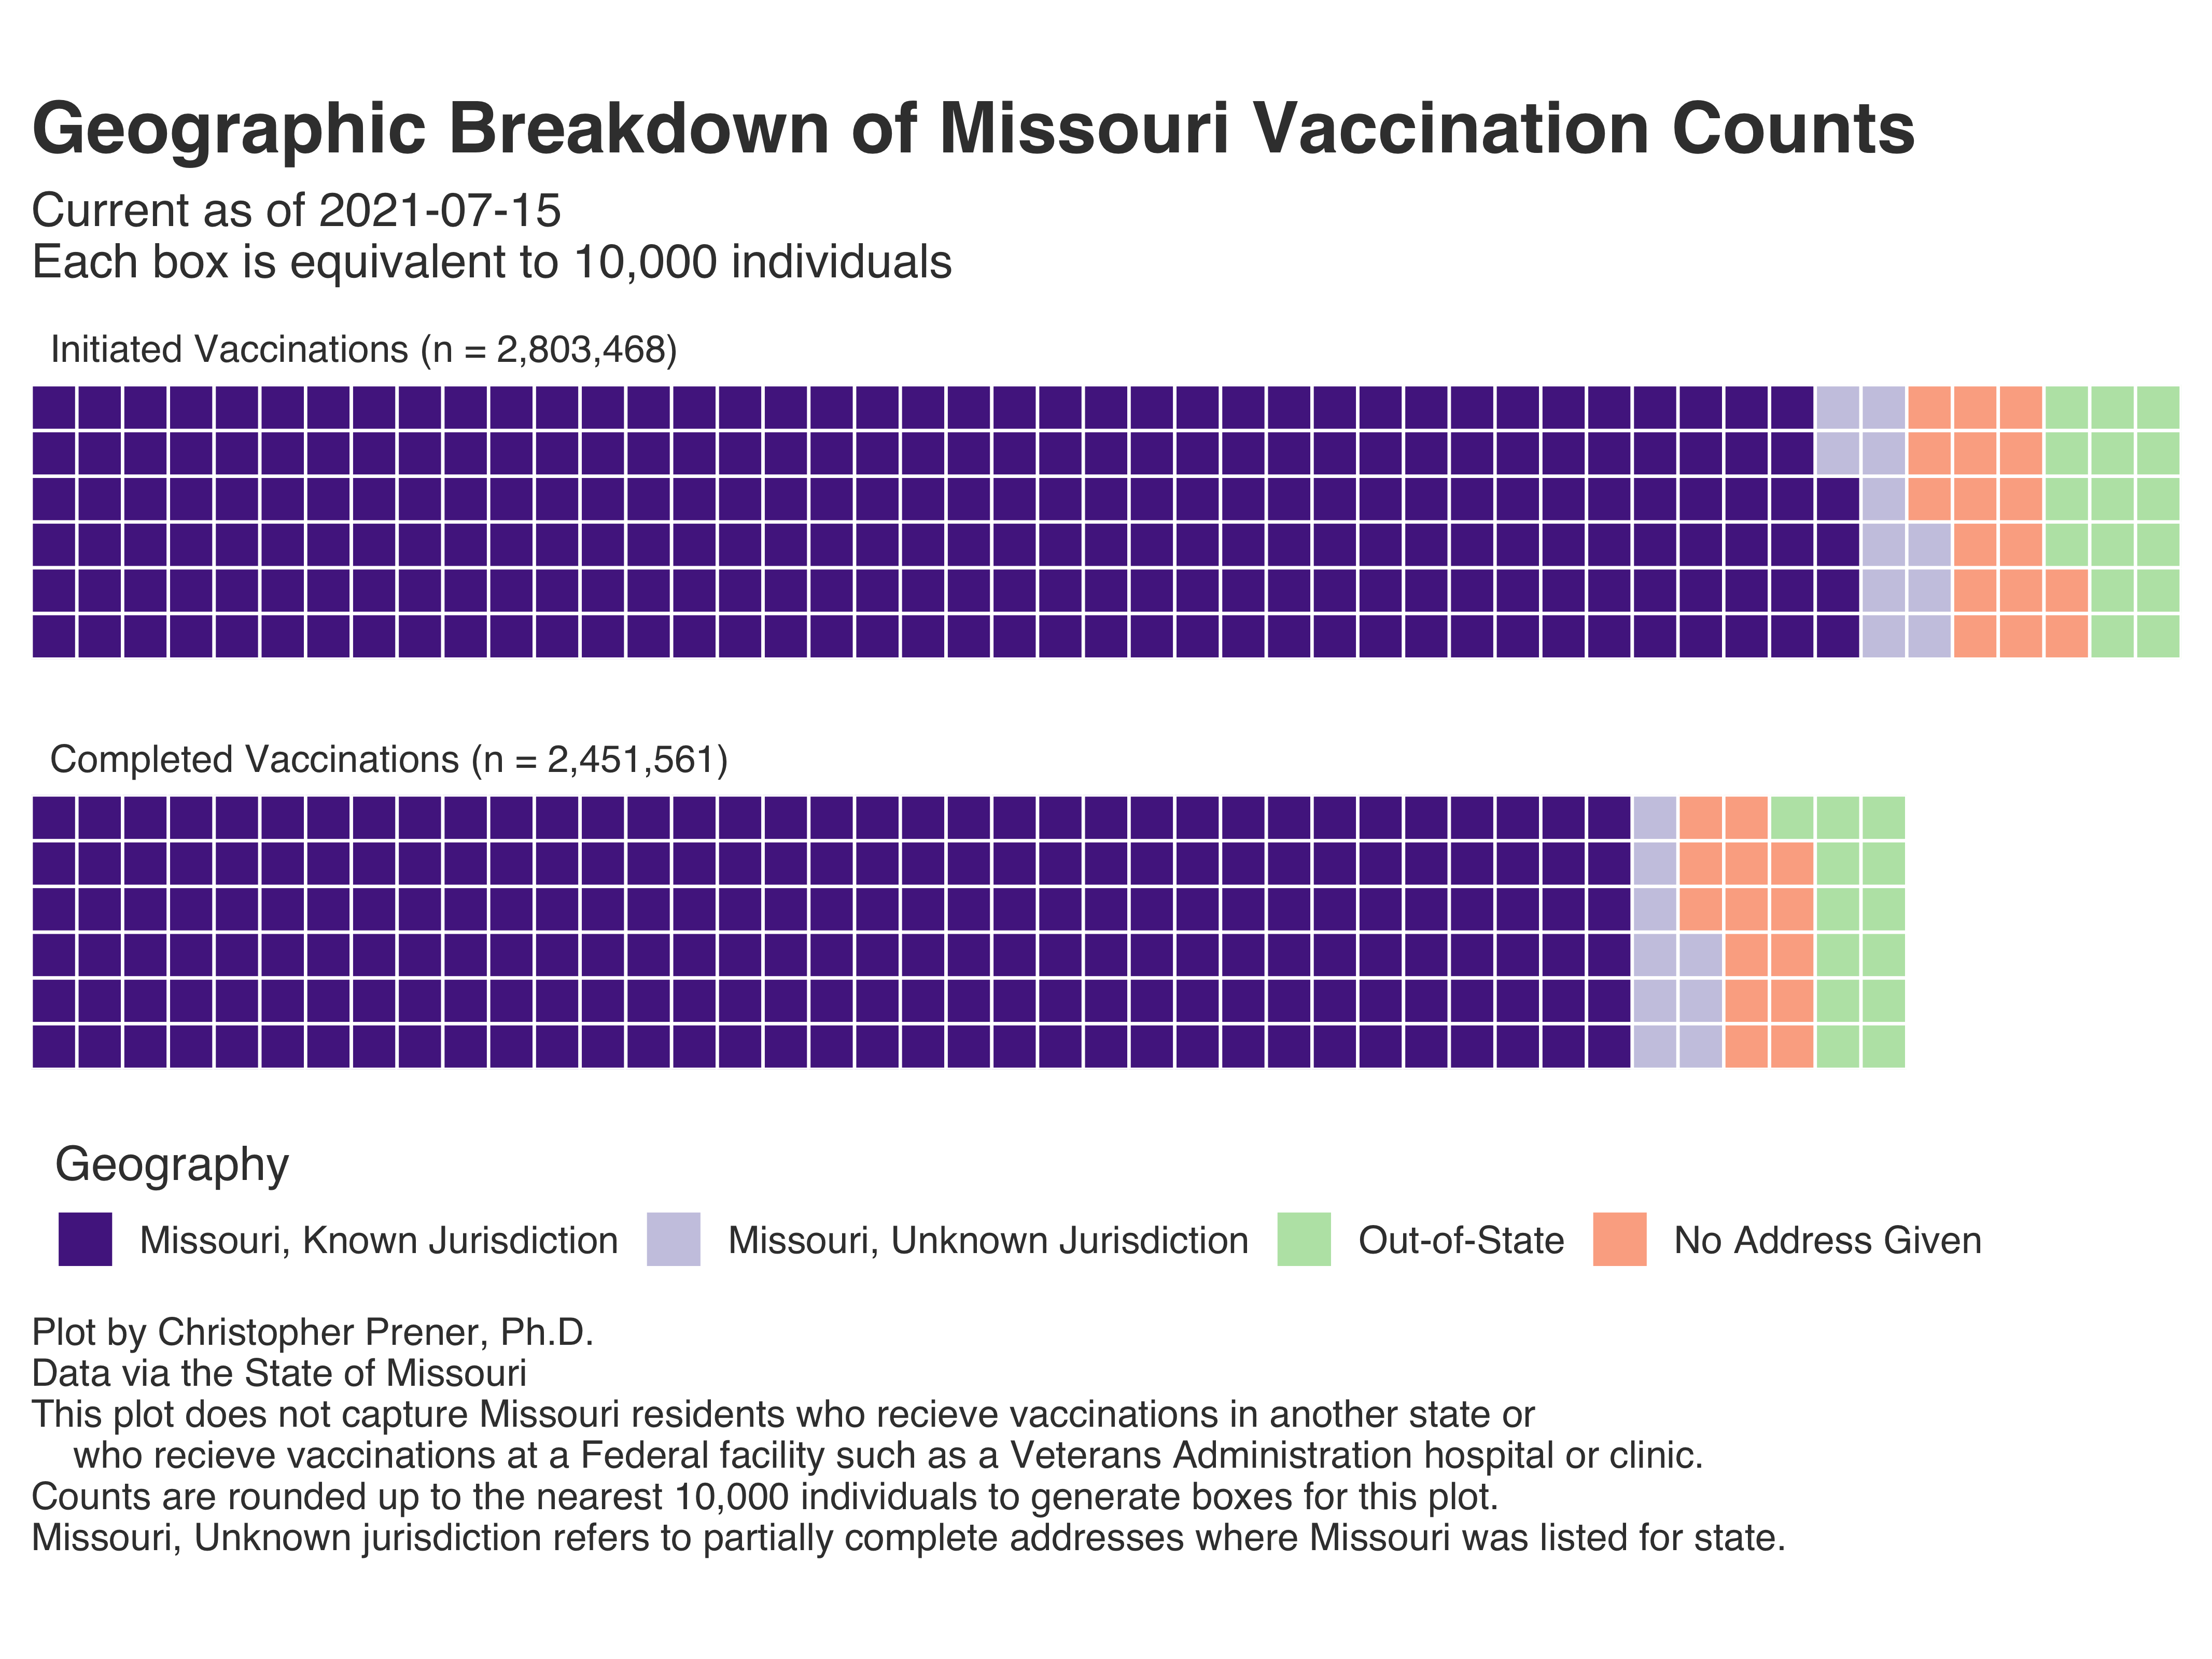 Geographic Breakdown of Missouri Vaccination Counts
Current as of 2021-07-15
Each box is equivalent to 10,000 individuals
Initiated Vaccinations (n = 2,803,468)
Completed Vaccinations (n = 2,451,561)
Geography
Missouri, Known Jurisdiction Missouri, Unknown Jurisdiction Out-of-State No Address Given
Plot by Christopher Prener, Ph.D.
Data via the State of Missouri
This plot does not capture Missouri residents who recieve vaccinations in another state or
who recieve vaccinations at a Federal facility such as a Veterans Administration hospital or clinic.
Counts are rounded up to the nearest 10,000 individuals to generate boxes for this plot.
Missouri, Unknown jurisdiction refers to partially complete addresses where Missouri was listed for state.